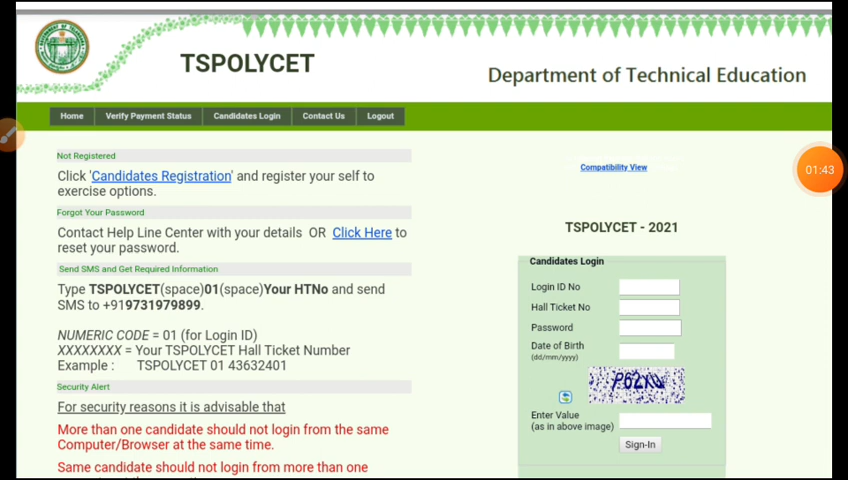 TSPOLYCET
Department of Technical Education
Home Verify Payment Status Candidates Login Contact Us Logout
Not Registered
Click 'Candidates Registration' and register your self to
exercise options.
Forgot Your Password
Contact Help Line Center with your details OR Click Here to
reset your password.
Send SMS and Get Required Information
Type TSPOLYCET(space)01(space)Your HTNo and send
SMS to +919731979899.
NUMERIC CODE = 01 (for Login ID)
XXXXXXXX = Your TSPOLYCET Hall Ticket Number
Example : TSPOLYCET 01 43632401
Security Alert
For security reasons it is advisable that
More than one candidate should not login from the same
Computer/Browser at the same time.
Same candidate should not login from more than one
Compatibility View
01:43
TSPOLYCET - 2021
Candidates Login
Login ID No
Hall Ticket No
Password
Date of Birth
(dd/mm/yyyy)
Enter Value
(as in above image)
Sign-In